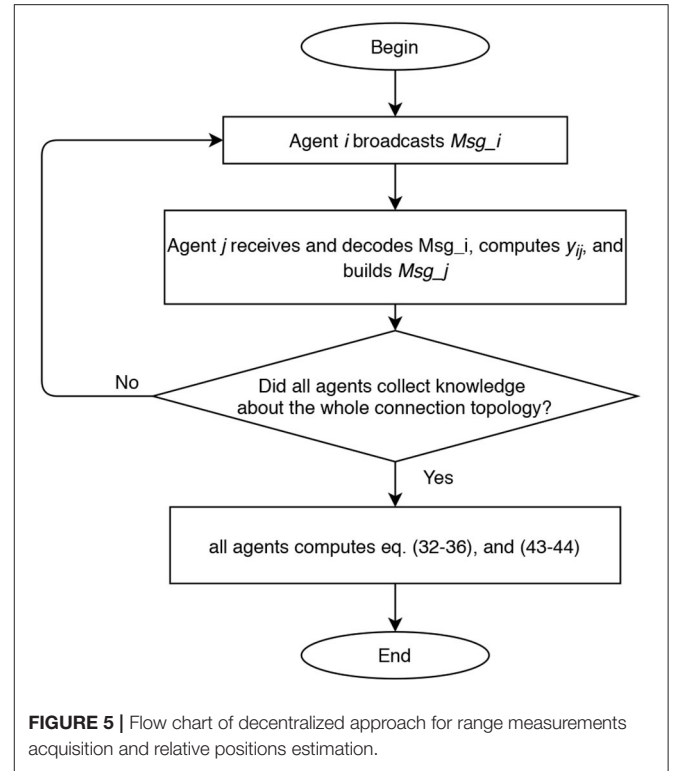 Begin
Agent i broadcasts Msg_i
Agent j receives and decodes Msg_i, computes yij, and
builds Msg_j
No
Did all agents collect knowledge
about the whole connection topology?
Yes
all agents computes eq. (32-36), and (43-44)
End
FIGURE 5 | Flow chart of decentralized approach for range measurements
acquisition and relative positions estimation.